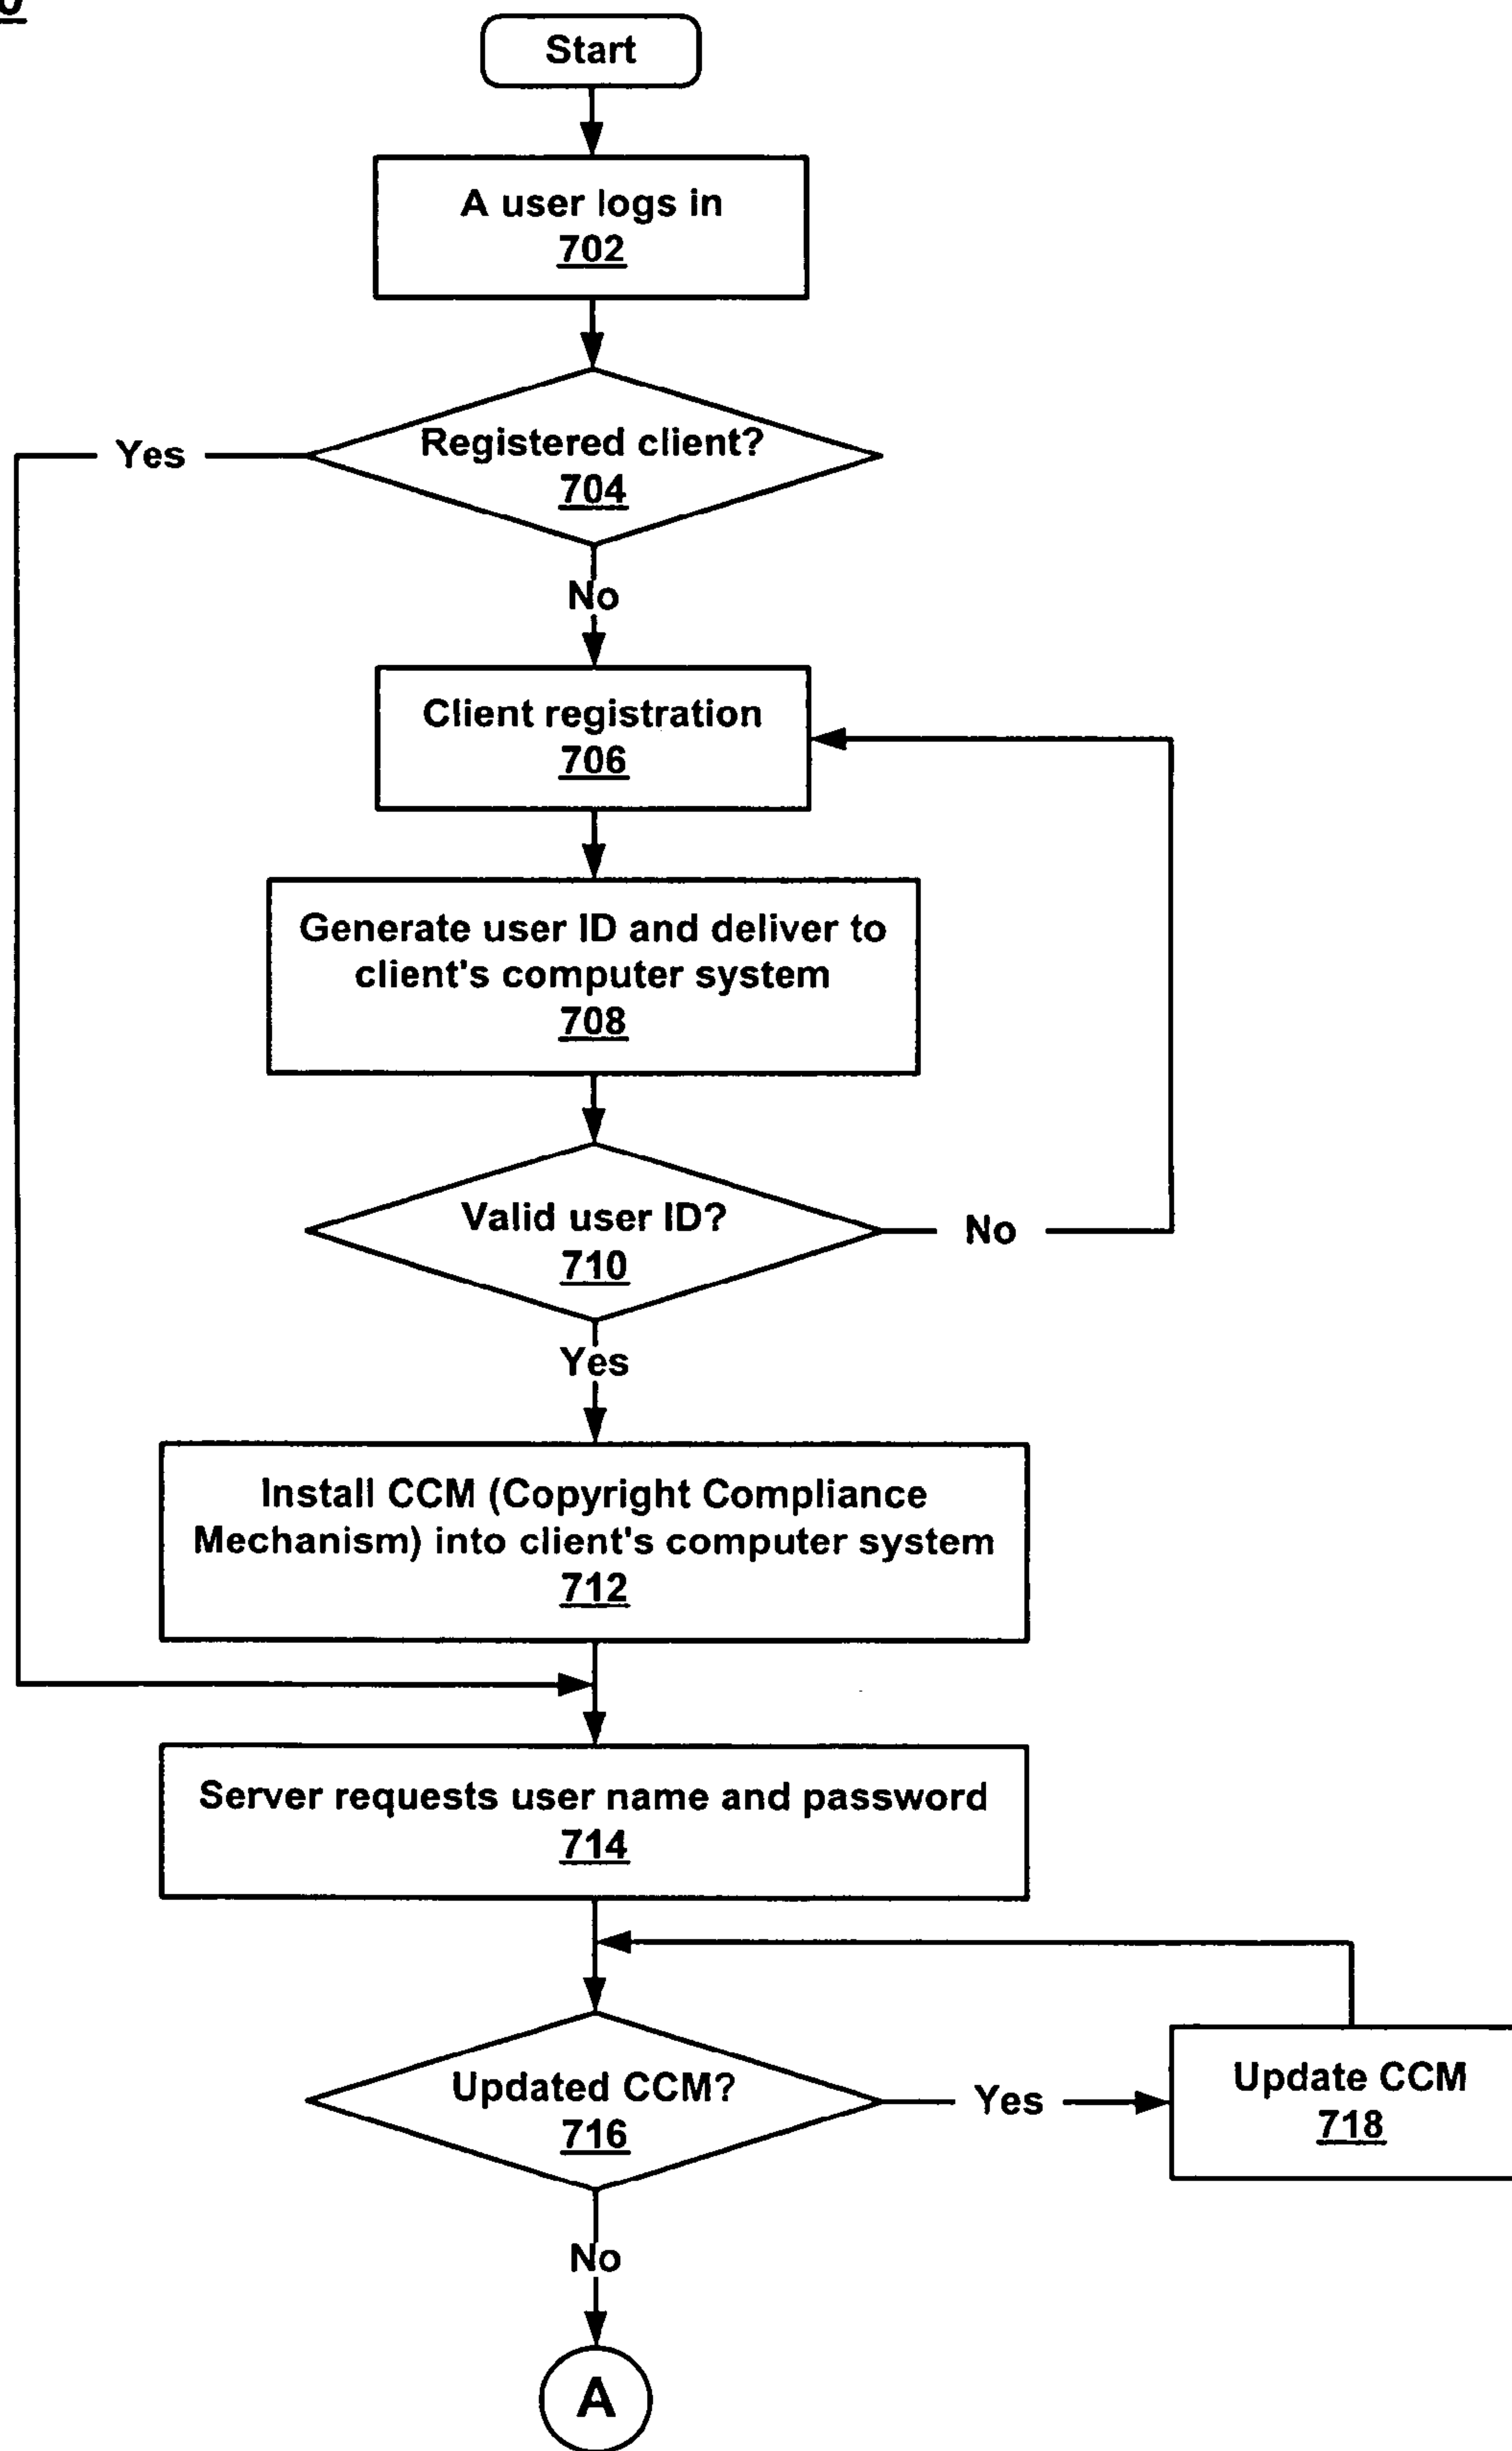 Start
A user logs in
702
Registered client?
704
Yes
No
Client registration
706
Generate user ID and deliver to
client's computer system
708
Valid user ID?
710
No
Yes
Install CCM (Copyright Compliance
Mechanism) into client's computer system
712
Server requests user name and password
714
Updated CCM?
716
Yes
Update CCM
718
No
A